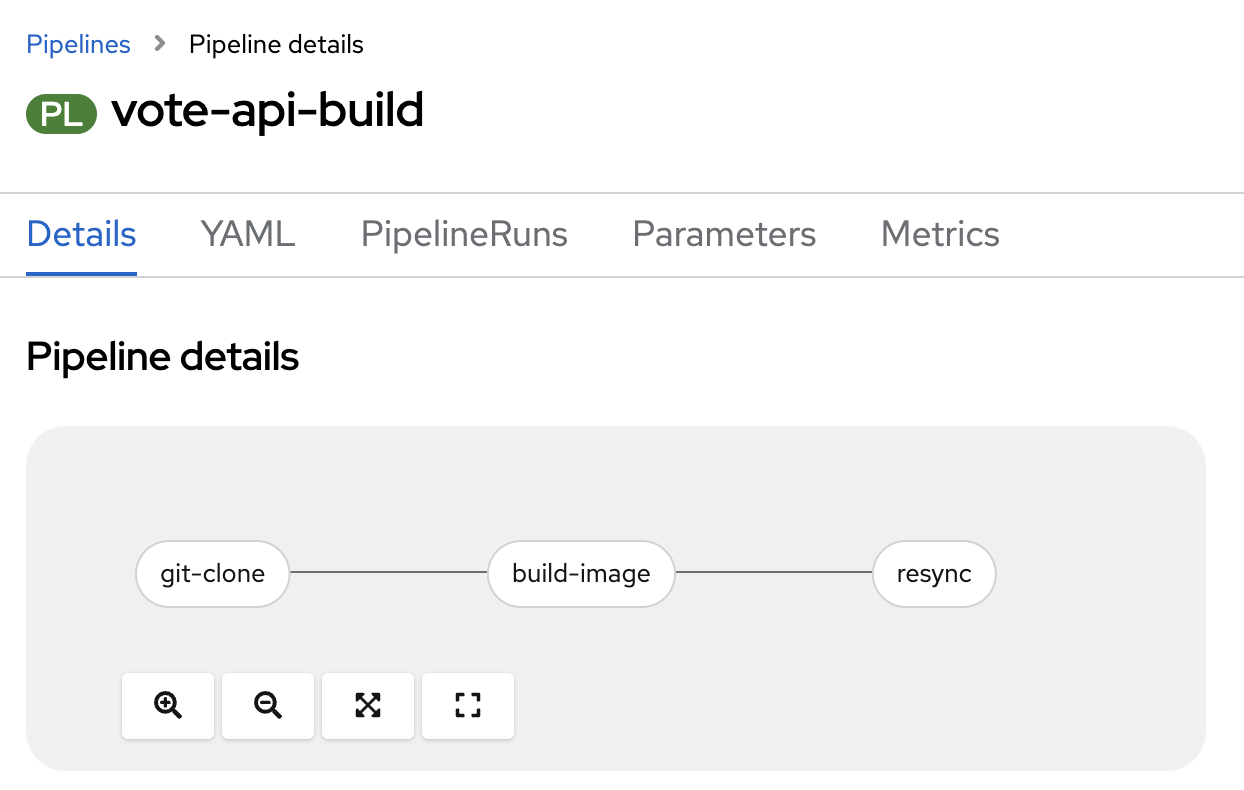 Pipelines > Pipeline details
PL vote-api-build
Details YAML PipelineRuns Parameters Metrics
Pipeline details
git-clone build-image resync